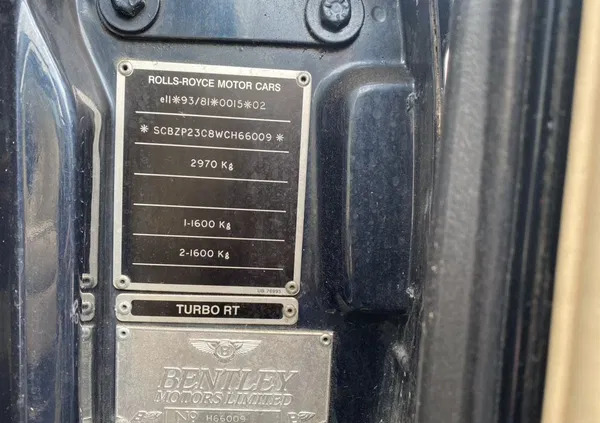 ROLLS-ROYCE MOTOR CARS
e11*93/81*0015*02
* SCBZP23C8WCH66009 *
2970 Kg
1-1600 Kg
2-1600 Kg
TURBO RT
B
BENTLEY
MOTORS LIMITED
B Nº H66009 B